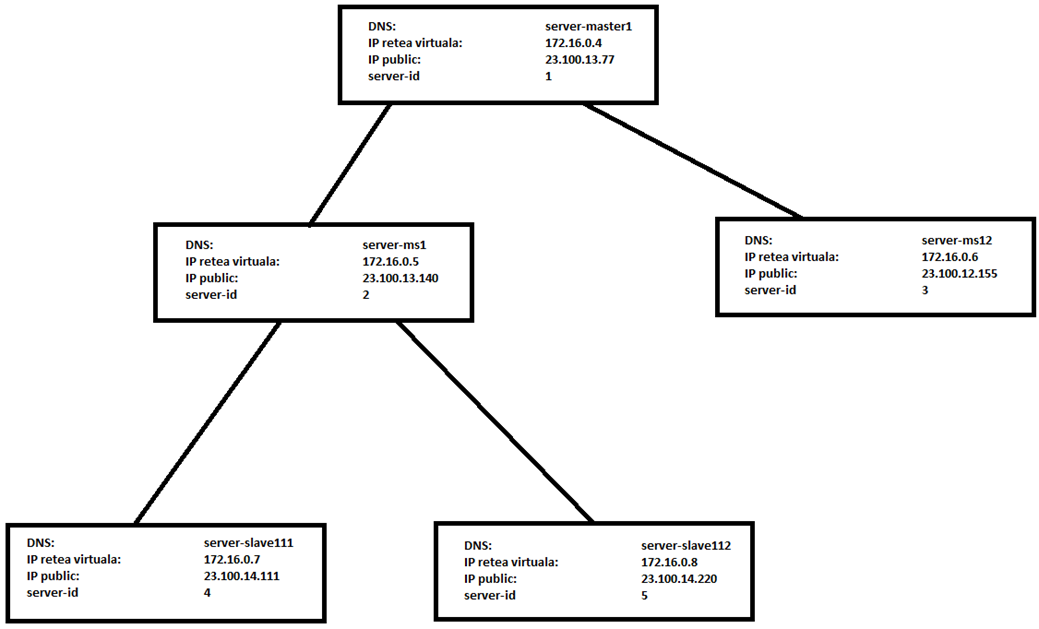 DNS: server-master1
IP retea virtuala: 172.16.0.4
IP public: 23.100.13.77
server-id 1
DNS: server-ms1
IP retea virtuala: 172.16.0.5
IP public: 23.100.13.140
server-id 2
DNS: server-ms12
IP retea virtuala: 172.16.0.6
IP public: 23.100.12.155
server-id 3
DNS: server-slave111
IP retea virtuala: 172.16.0.7
IP public: 23.100.14.111
server-id 4
DNS: server-slave112
IP retea virtuala: 172.16.0.8
IP public: 23.100.14.220
server-id 5